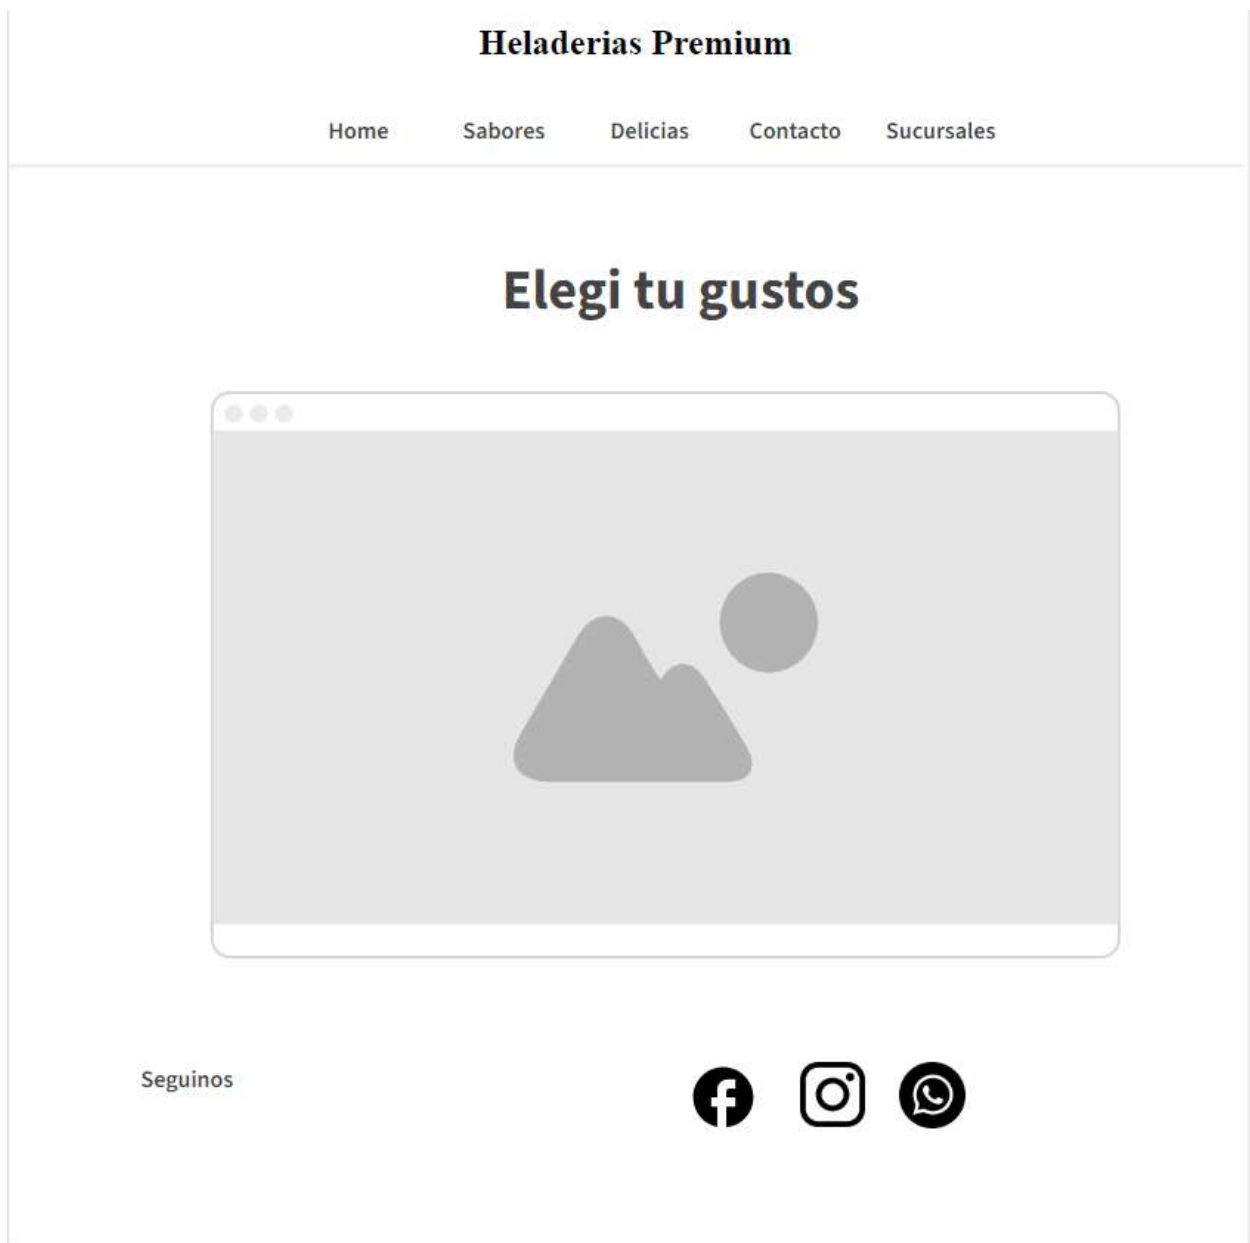 Heladerias Premium
Home Sabores Delicias Contacto Sucursales
Elegi tu gustos
Seguinos